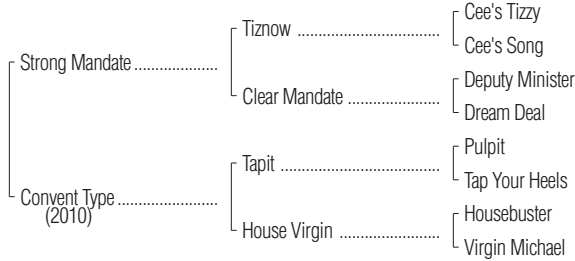 Cee's Tizzy
Tiznow ..................................
Cee's Song
Strong Mandate ....................
Deputy Minister
Clear Mandate ......................
Dream Deal
Pulpit
Tapit ......................................
Tap Your Heels
Convent Type ........................
(2010)
Housebuster
House Virgin ........................
Virgin Michael